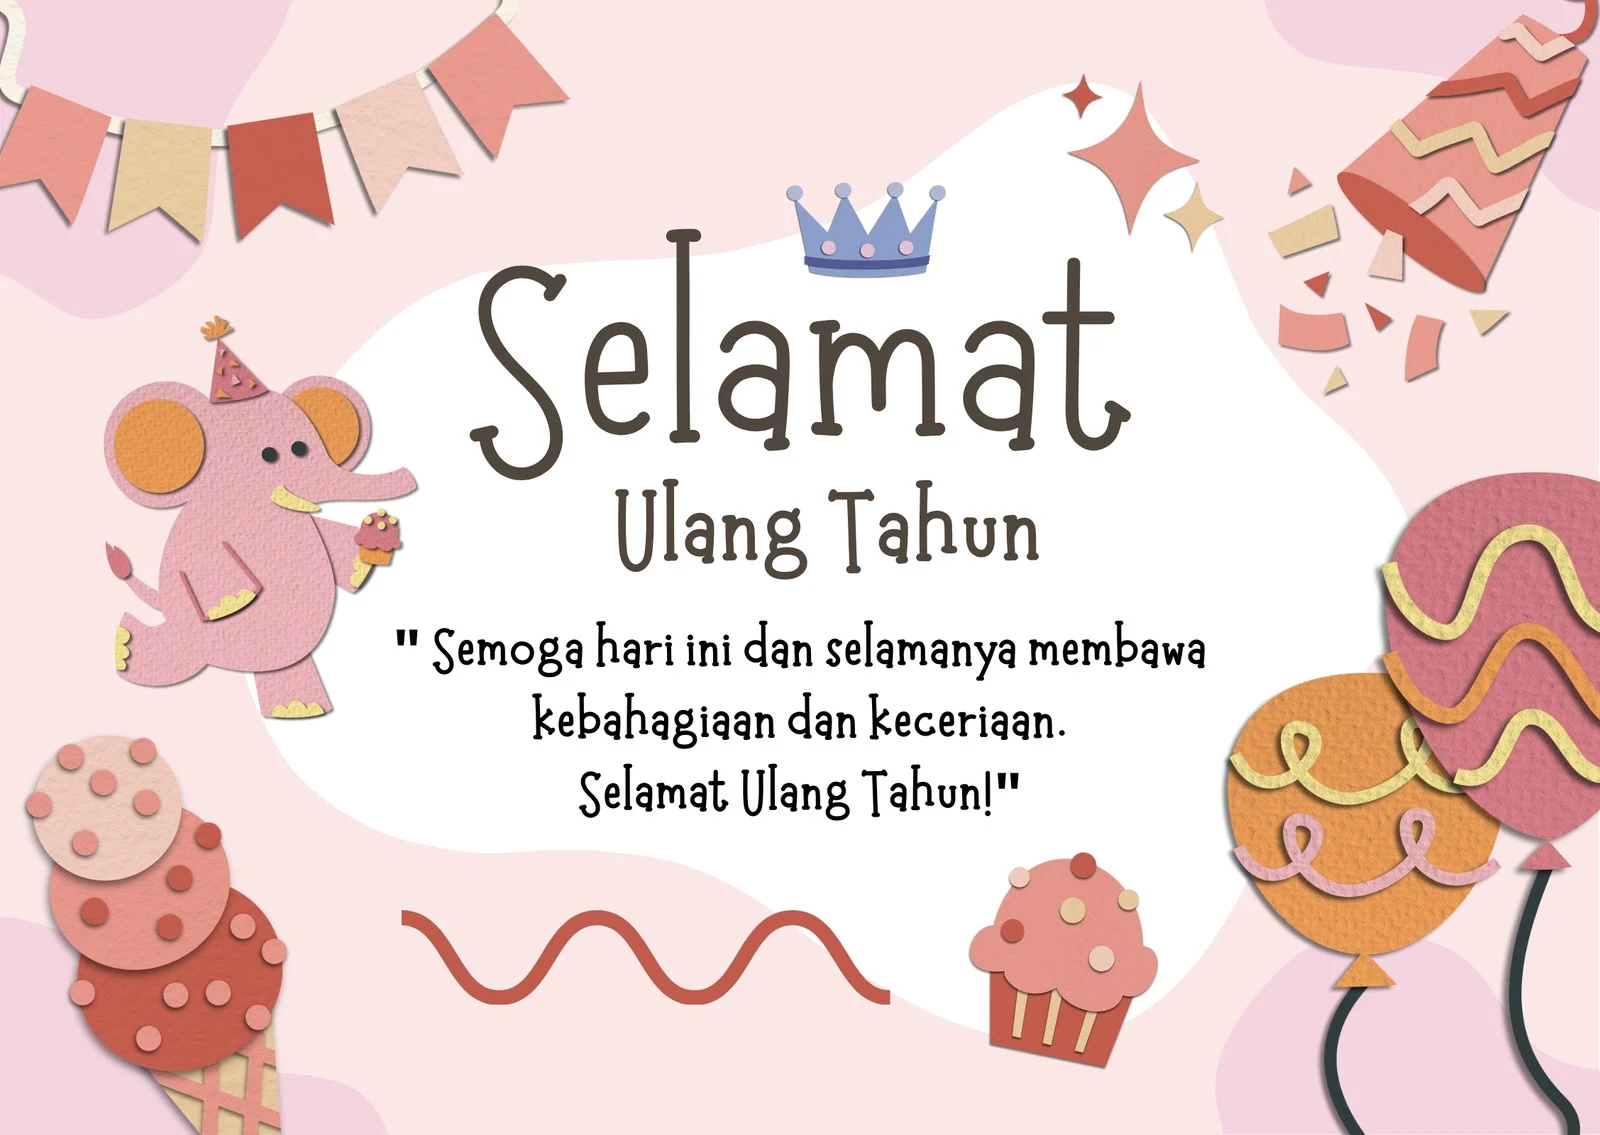 Selamat
Ulang Tahun
" Semoga hari ini dan selamanya membawa
kebahagiaan dan keceriaan.
Selamat Ulang Tahun!"